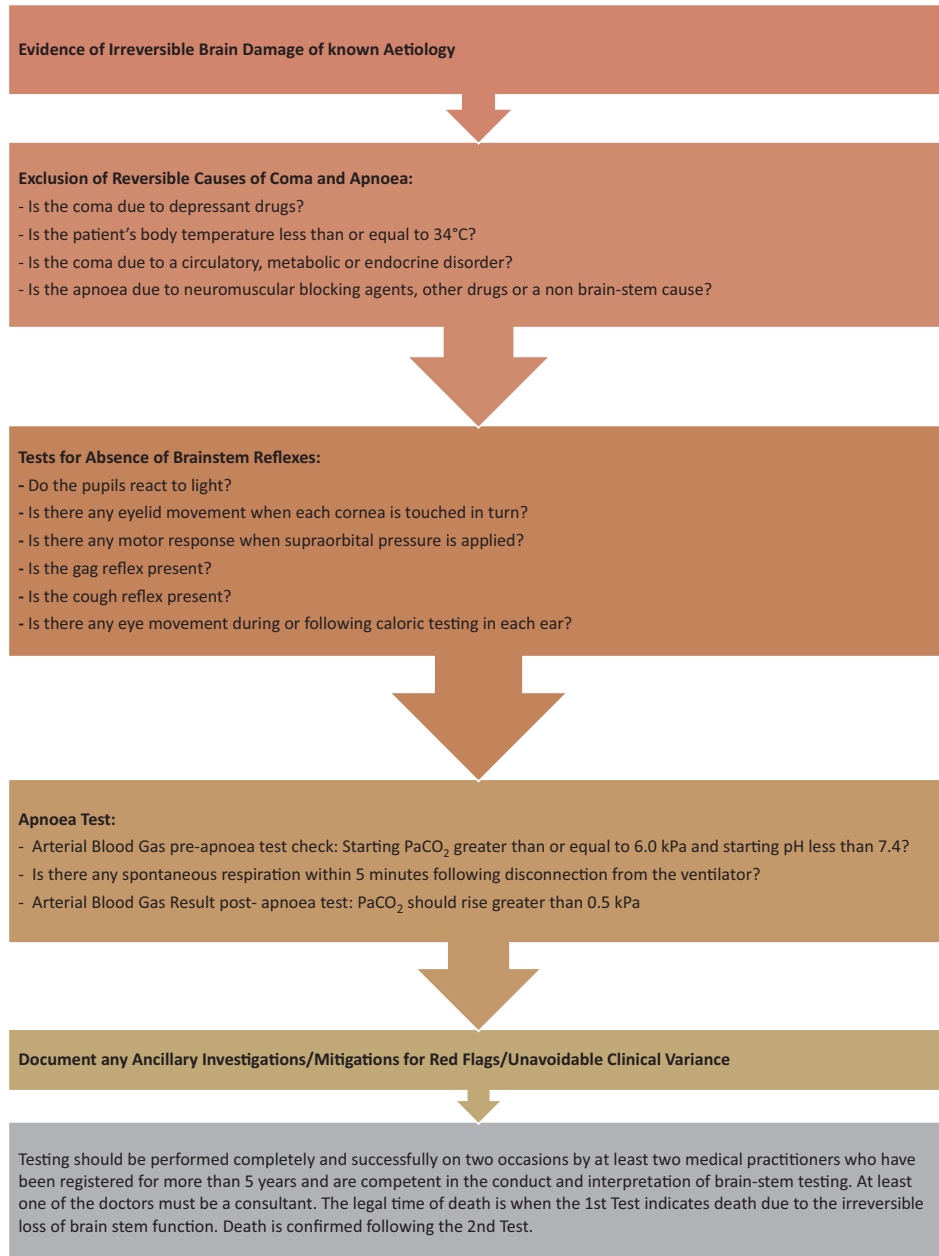 Evidence of Irreversible Brain Damage of known Aetiology
Exclusion of Reversible Causes of Coma and Apnoea:
- Is the coma due to depressant drugs?
- Is the patient’s body temperature less than or equal to 34°C?
- Is the coma due to a circulatory, metabolic or endocrine disorder?
- Is the apnoea due to neuromuscular blocking agents, other drugs or a non brain-stem cause?
Tests for Absence of Brainstem Reflexes:
- Do the pupils react to light?
- Is there any eyelid movement when each cornea is touched in turn?
- Is there any motor response when supraorbital pressure is applied?
- Is the gag reflex present?
- Is the cough reflex present?
- Is there any eye movement during or following caloric testing in each ear?
Apnoea Test:
- Arterial Blood Gas pre-apnoea test check: Starting PaCO₂ greater than or equal to 6.0 kPa and starting pH less than 7.4?
- Is there any spontaneous respiration within 5 minutes following disconnection from the ventilator?
- Arterial Blood Gas Result post- apnoea test: PaCO₂ should rise greater than 0.5 kPa
Document any Ancillary Investigations/Mitigations for Red Flags/Unavoidable Clinical Variance
Testing should be performed completely and successfully on two occasions by at least two medical practitioners who have
been registered for more than 5 years and are competent in the conduct and interpretation of brain-stem testing. At least
one of the doctors must be a consultant. The legal time of death is when the 1st Test indicates death due to the irreversible
loss of brain stem function. Death is confirmed following the 2nd Test.